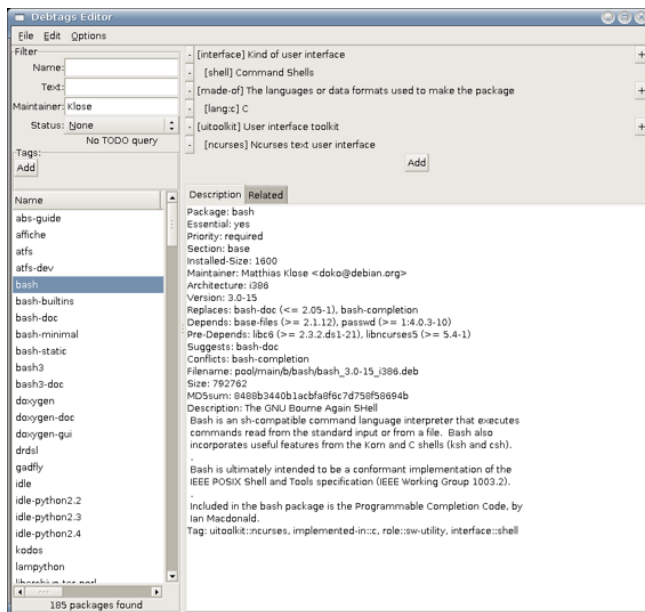 Debtags Editor
File Edit Options
Filter
Name:
Text:
Maintainer: Klose
Status: None
No TODO query
Tags:
Add
- [interface] Kind of user interface +
- [shell] Command Shells
- [made-of] The languages or data formats used to make the package +
- [lang:c] C
- [uitoolkit] User interface toolkit +
- [ncurses] Ncurses text user interface
Add
Name
abs-guide
affiche
atfs
atfs-dev
bash
bash-builtins
bash-doc
bash-minimal
bash-static
bash3
bash3-doc
doxygen
doxygen-doc
doxygen-gui
drdsl
gadfly
idle
idle-python2.2
idle-python2.3
idle-python2.4
kodos
lampython
185 packages found
Description Related
Package: bash
Essential: yes
Priority: required
Section: base
Installed-Size: 1600
Maintainer: Matthias Klose <doko@debian.org>
Architecture: i386
Version: 3.0-15
Replaces: bash-doc (<= 2.05-1), bash-completion
Depends: base-files (>= 2.1.12), passwd (>= 1:4.0.3-10)
Pre-Depends: libc6 (>= 2.3.2.ds1-21), libncurses5 (>= 5.4-1)
Suggests: bash-doc
Conflicts: bash-completion
Filename: pool/main/b/bash/bash_3.0-15_i386.deb
Size: 792762
MD5sum: 8488b3440b1acbfa8f6c7d758f58694b
Description: The GNU Bourne Again SHell
Bash is an sh-compatible command language interpreter that executes
commands read from the standard input or from a file. Bash also
incorporates useful features from the Korn and C shells (ksh and csh).
.
Bash is ultimately intended to be a conformant implementation of the
IEEE POSIX Shell and Tools specification (IEEE Working Group 1003.2).
.
Included in the bash package is the Programmable Completion Code, by
Ian Macdonald.
Tag: uitoolkit::ncurses, implemented-in::c, role::sw-utility, interface::shell